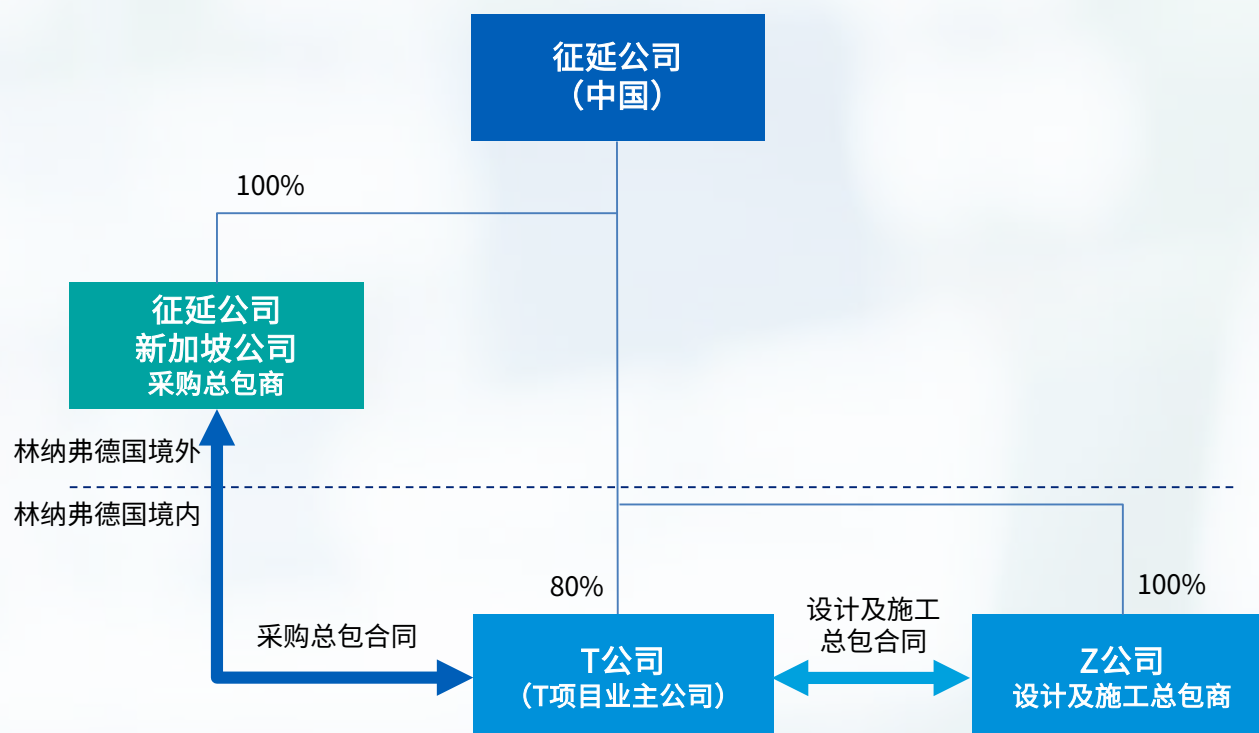 征延公司
（中国）
100%
征延公司
新加坡公司
采购总包商
林纳弗德国境外
林纳弗德国境内
80%
100%
采购总包合同
设计及施工
总包合同
T公司
（T项目业主公司）
Z公司
设计及施工总包商